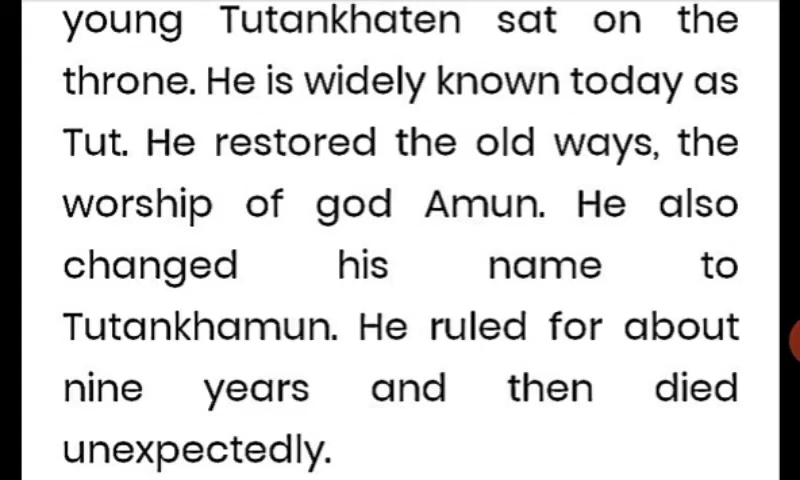 young Tutankhaten sat on the
throne. He is widely known today as
Tut. He restored the old ways, the
worship of god Amun. He also
changed his name to
Tutankhamun. He ruled for about
nine years and then died
unexpectedly.